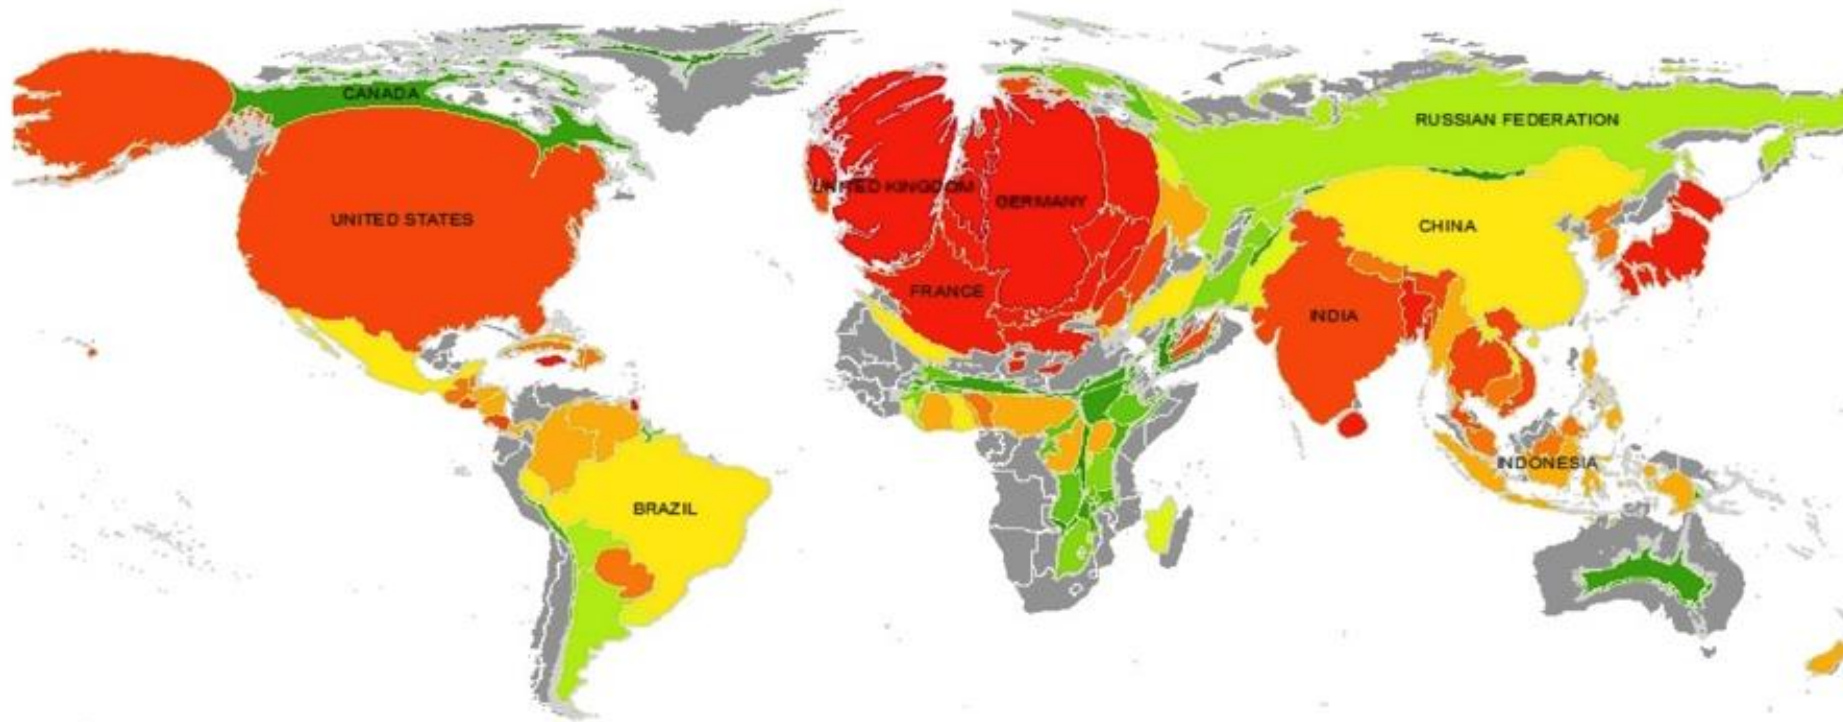 CANADA
RUSSIAN FEDERATION
UNITED KINGDOM
GERMANY
UNITED STATES
CHINA
FRANCE
INDIA
INDONESIA
BRAZIL